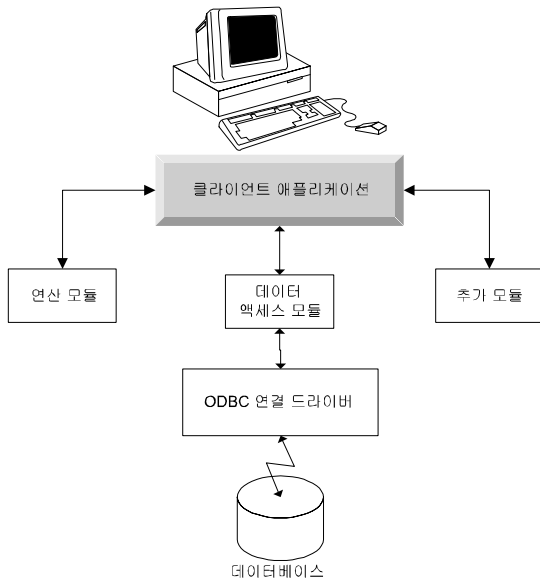 클라이언트 애플리케이션
연산 모듈
데이터
액세스 모듈
추가 모듈
ODBC 연결 드라이버
데이터베이스